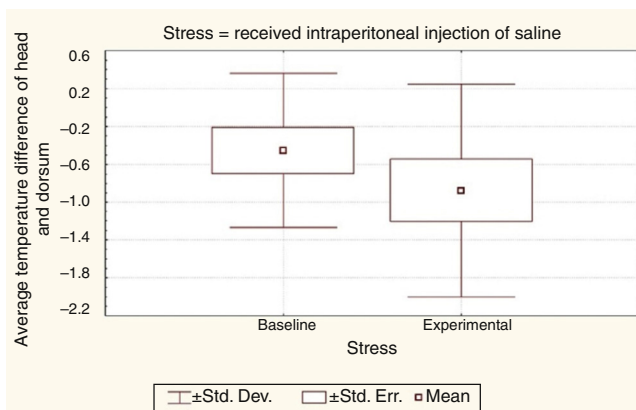 Stress = received intraperitoneal injection of saline
Average temperature difference of head
and dorsum
0.6
0.2
−0.2
−0.6
−1.0
−1.4
−1.8
−2.2
Baseline
Experimental
Stress
±Std. Dev.
±Std. Err.
Mean